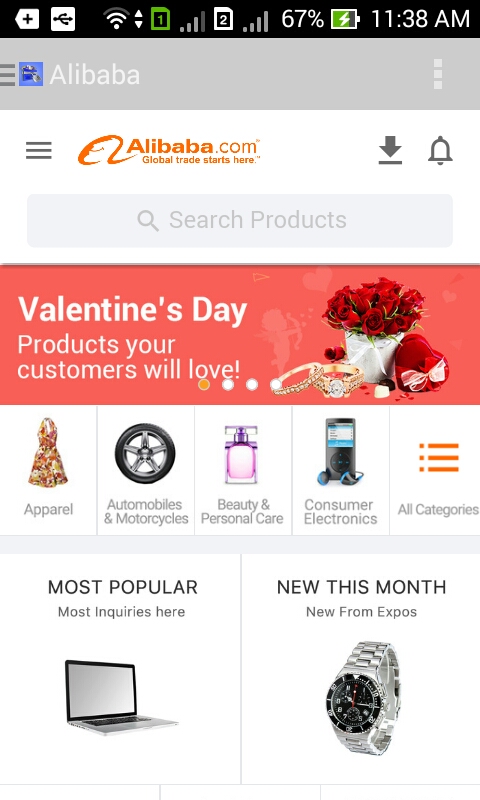 1 2 67% 11:38 AM
Alibaba
Alibaba.com
Global trade starts here.™
Search Products
Valentine's Day
Products your
customers will love!
Apparel
Automobiles
& Motorcycles
Beauty &
Personal Care
Consumer
Electronics
All Categories
MOST POPULAR
Most Inquiries here
NEW THIS MONTH
New From Expos